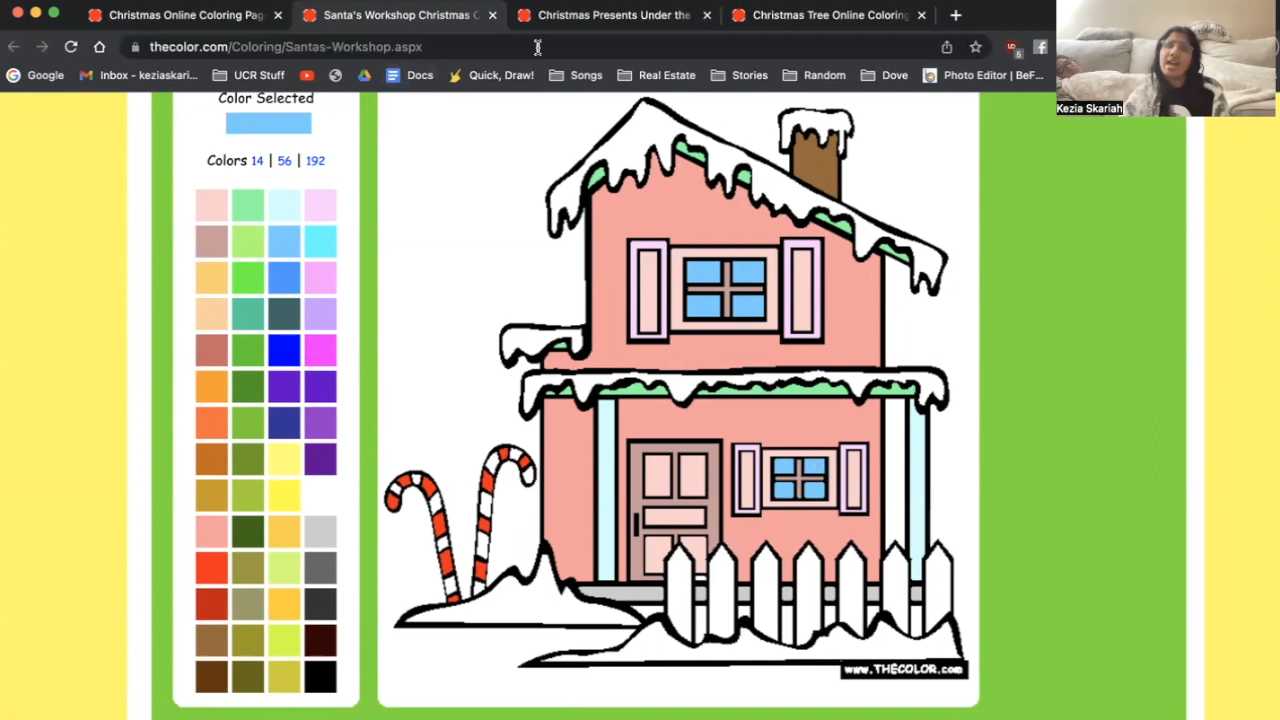 Christmas Online Coloring Pag
Santa's Workshop Christmas C
Christmas Presents Under the
Christmas Tree Online Coloring
thecolor.com/Coloring/Santas-Workshop.aspx
5
Google
Inbox - keziaskari...
UCR Stuff
Docs
Quick, Draw!
Songs
Real Estate
Stories
Random
Dove
Photo Editor | BeF...
Kezia Skariah
Color Selected
Colors 14 | 56 | 192
www.THECOLOR.com